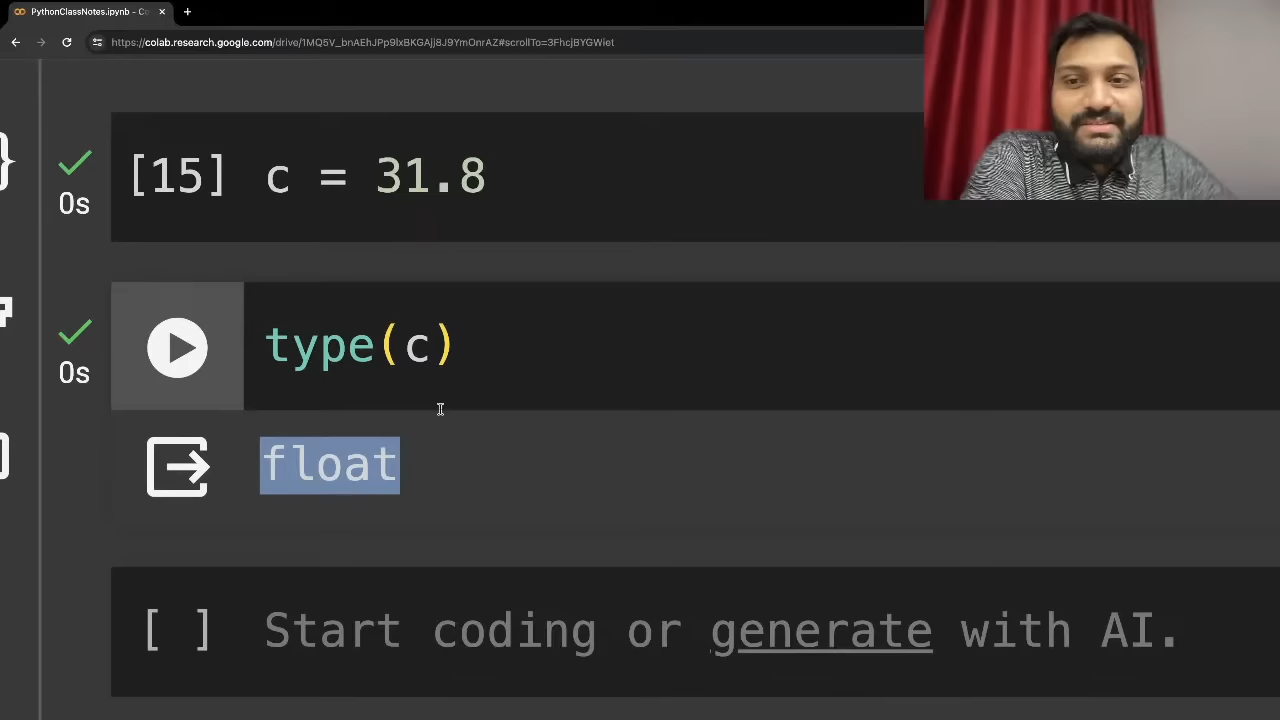 PythonClassNotes.ipynb - Co
https://colab.research.google.com/drive/1MQ5V_bnAEhJPp9lxBKGAjj8J9YmOnrAZ#scrollTo=3FhcjBYGWiet
[15] c = 31.8
0s
type(c)
0s
float
[ ] Start coding or generate with AI.